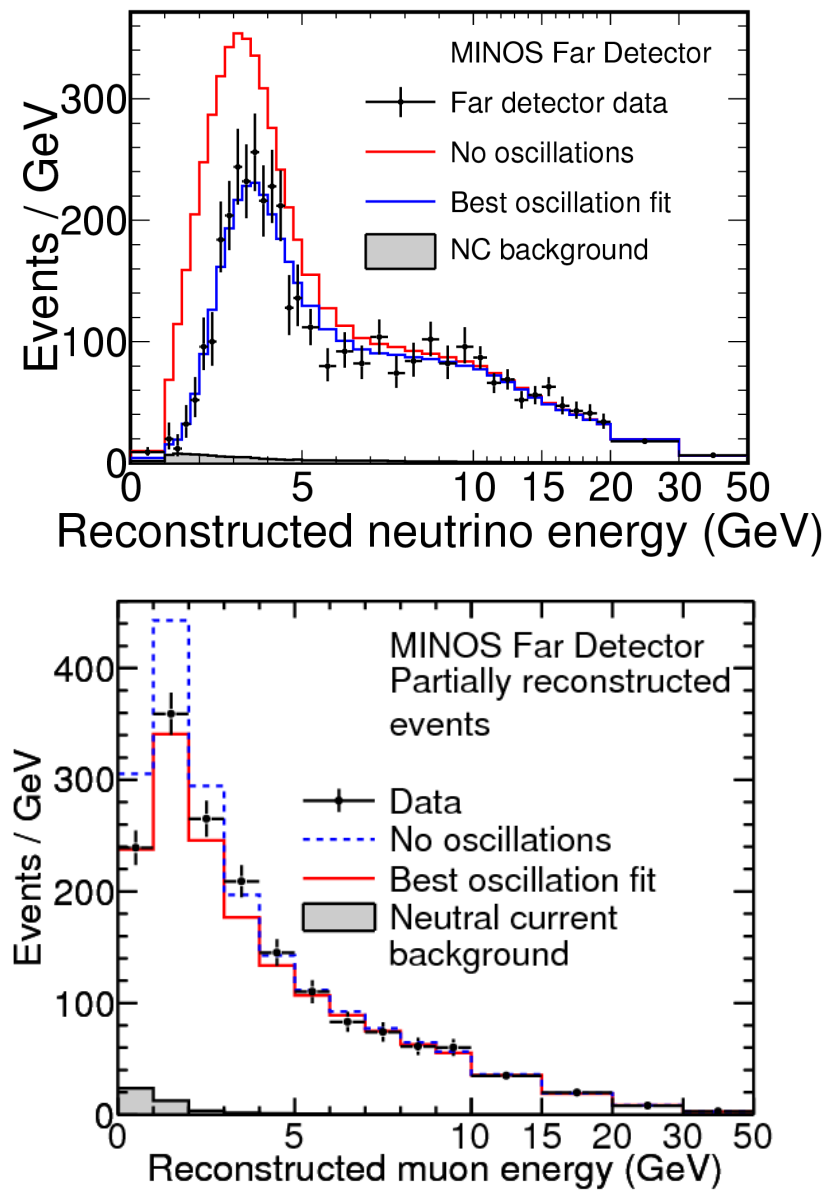 MINOS Far Detector
Far detector data
No oscillations
Best oscillation fit
NC background
Events / GeV
300
200
100
0
0 5 10 15 20 30 50
Reconstructed neutrino energy (GeV)
MINOS Far Detector
Partially reconstructed
events
Data
No oscillations
Best oscillation fit
Neutral current
background
Events / GeV
400
300
200
100
0
0 5 10 15 20 30 50
Reconstructed muon energy (GeV)